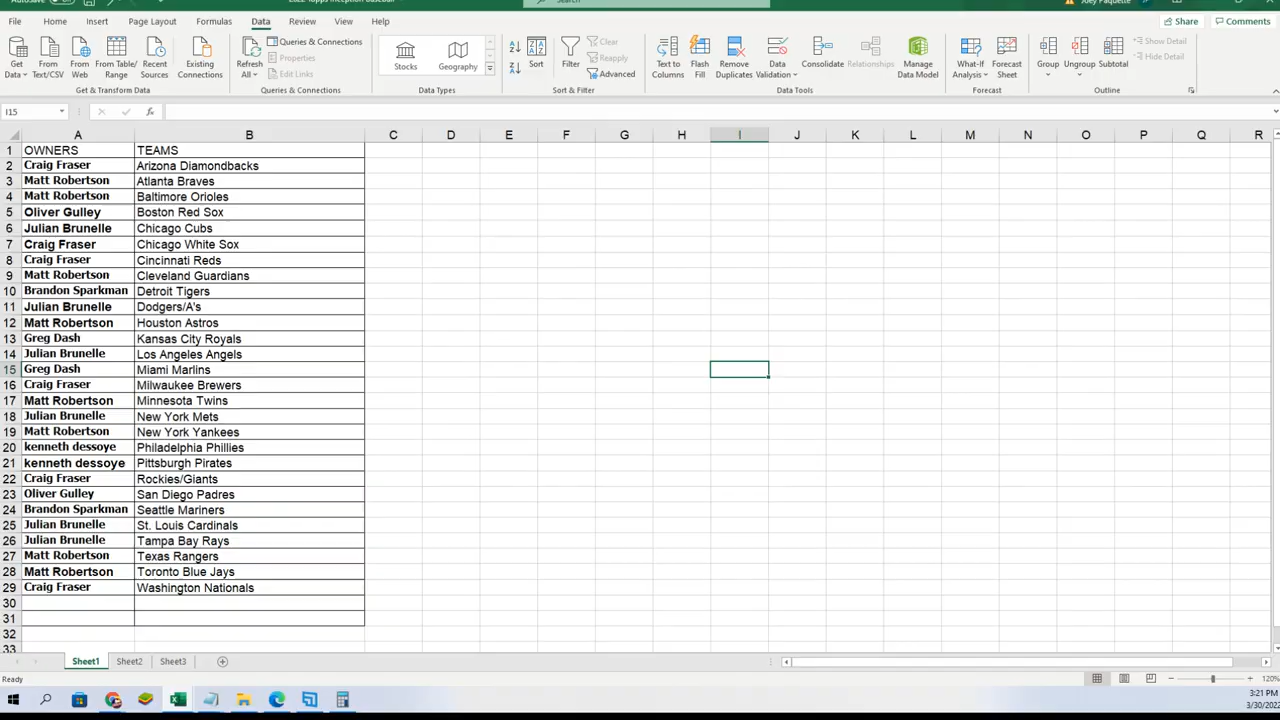 AutoSave Off 2022 Topps Inception Baseball Search Joey Paquette
File Home Insert Page Layout Formulas Data Review View Help Share Comments
Get Data From Text/CSV From Web From Table/Range Recent Sources Existing Connections
Get & Transform Data
Refresh All Queries & Connections Properties Edit Links
Queries & Connections
Stocks Geography
Data Types
Sort Filter Clear Reapply Advanced
Sort & Filter
Text to Columns Flash Fill Remove Duplicates Data Validation Consolidate Relationships Manage Data Model
Data Tools
What-If Analysis Forecast Sheet
Forecast
Group Ungroup Subtotal Show Detail Hide Detail
Outline
I15 fx
A B C D E F G H I J K L M N O P Q R
1 OWNERS TEAMS
2 Craig Fraser Arizona Diamondbacks
3 Matt Robertson Atlanta Braves
4 Matt Robertson Baltimore Orioles
5 Oliver Gulley Boston Red Sox
6 Julian Brunelle Chicago Cubs
7 Craig Fraser Chicago White Sox
8 Craig Fraser Cincinnati Reds
9 Matt Robertson Cleveland Guardians
10 Brandon Sparkman Detroit Tigers
11 Julian Brunelle Dodgers/A's
12 Matt Robertson Houston Astros
13 Greg Dash Kansas City Royals
14 Julian Brunelle Los Angeles Angels
15 Greg Dash Miami Marlins
16 Craig Fraser Milwaukee Brewers
17 Matt Robertson Minnesota Twins
18 Julian Brunelle New York Mets
19 Matt Robertson New York Yankees
20 kenneth dessoye Philadelphia Phillies
21 kenneth dessoye Pittsburgh Pirates
22 Craig Fraser Rockies/Giants
23 Oliver Gulley San Diego Padres
24 Brandon Sparkman Seattle Mariners
25 Julian Brunelle St. Louis Cardinals
26 Julian Brunelle Tampa Bay Rays
27 Matt Robertson Texas Rangers
28 Matt Robertson Toronto Blue Jays
29 Craig Fraser Washington Nationals
30
31
32
33
Sheet1 Sheet2 Sheet3
Ready 120%
3:21 PM
3/30/2022